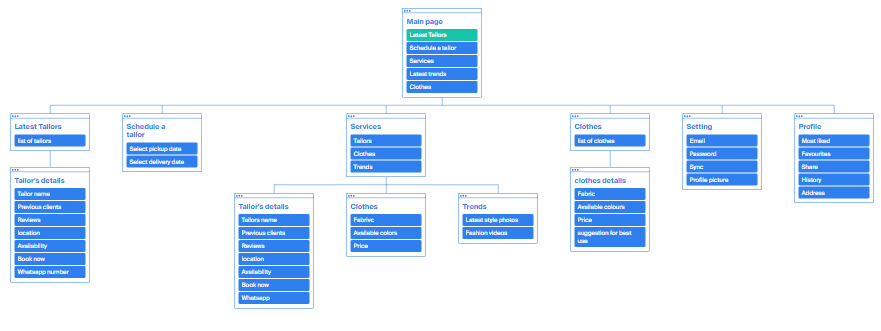 Main page
Latest Tailors
Schedule a tailor
Services
Latest trends
Clothes
Latest Tailors
list of tailors
Schedule a
tailor
Select pickup date
Select delivery date
Services
Tailors
Clothes
Trends
Clothes
list of clothes
Setting
Email
Password
Sync
Profile picture
Profile
Most liked
Favourites
Share
History
Address
Tailor's details
Tailor name
Previous clients
Reviews
location
Availability
Book now
Whatsapp number
Tailor's details
Tailors name
Previous clients
Reviews
location
Availability
Book now
Whatsapp
Clothes
Fabrivc
Available colors
Price
Trends
Latest style photos
Fashion videos
clothes details
Fabric
Available colours
Price
suggestion for best
use